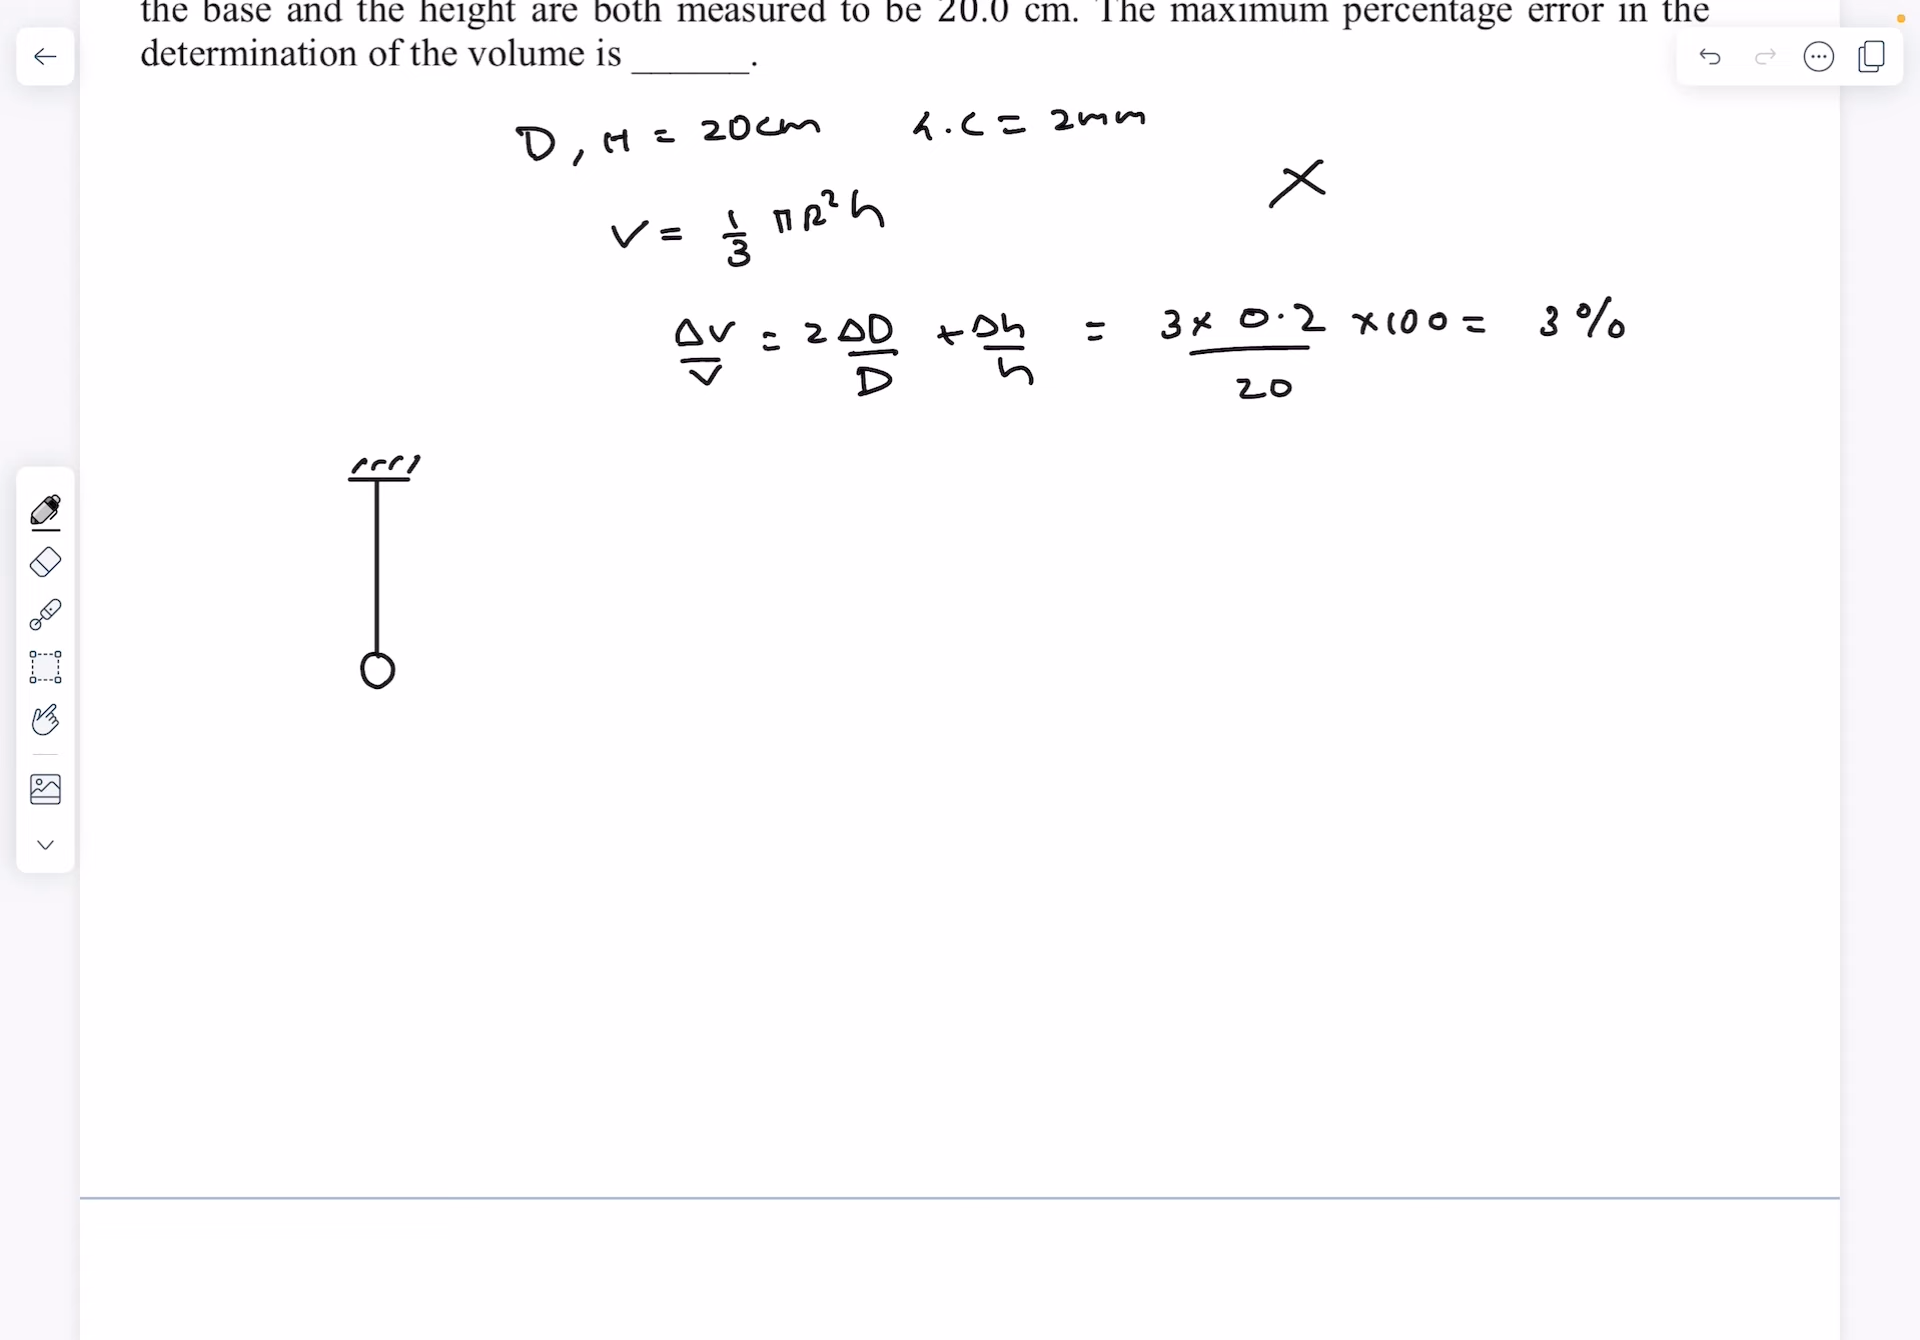 the base and the height are both measured to be 20.0 cm. The maximum percentage error in the
determination of the volume is ______.
D, H = 20cm L.C = 2mm
V = 1/3 πR²h
ΔV/V = 2ΔD/D + Δh/h = 3 x 0.2/20 x100 = 3%